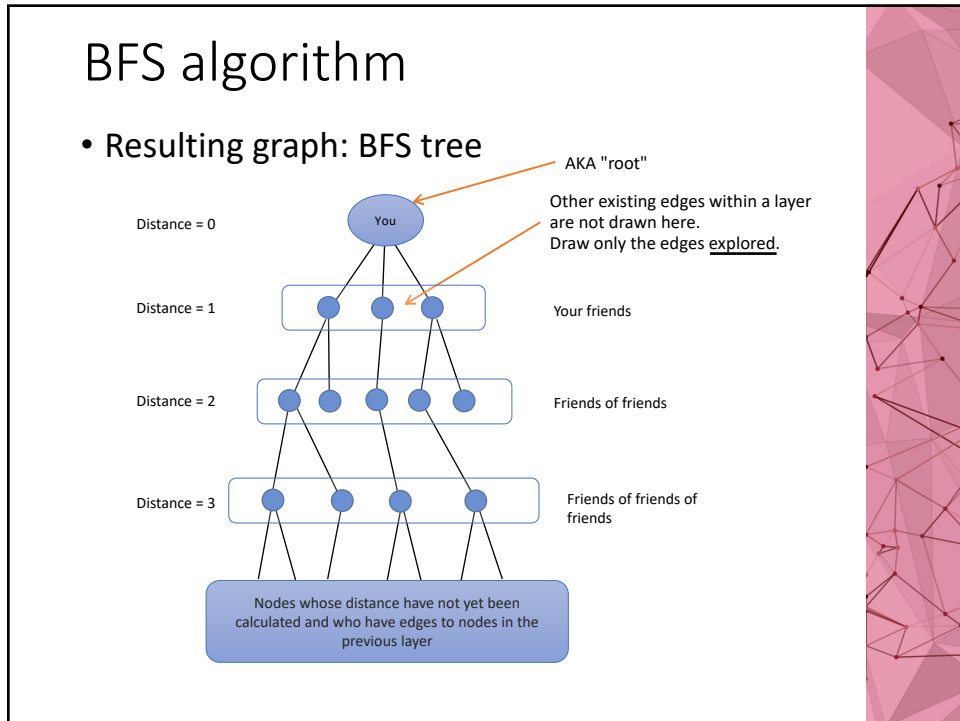 BFS algorithm
• Resulting graph: BFS tree
AKA "root"
Other existing edges within a layer
are not drawn here.
Draw only the edges explored.
Distance = 0
You
Distance = 1
Your friends
Distance = 2
Friends of friends
Distance = 3
Friends of friends of
friends
Nodes whose distance have not yet been
calculated and who have edges to nodes in the
previous layer